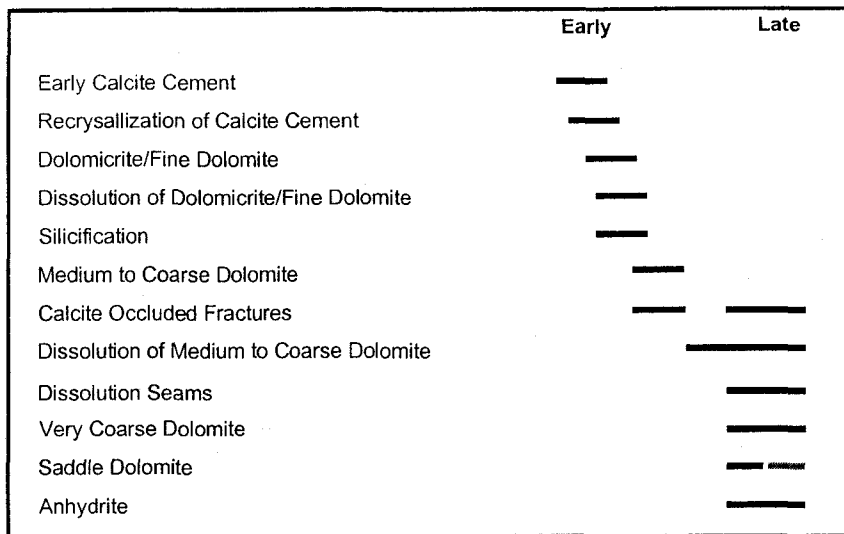 Early Late
Early Calcite Cement
Recrysallization of Calcite Cement
Dolomicrite/Fine Dolomite
Dissolution of Dolomicrite/Fine Dolomite
Silicification
Medium to Coarse Dolomite
Calcite Occluded Fractures
Dissolution of Medium to Coarse Dolomite
Dissolution Seams
Very Coarse Dolomite
Saddle Dolomite
Anhydrite